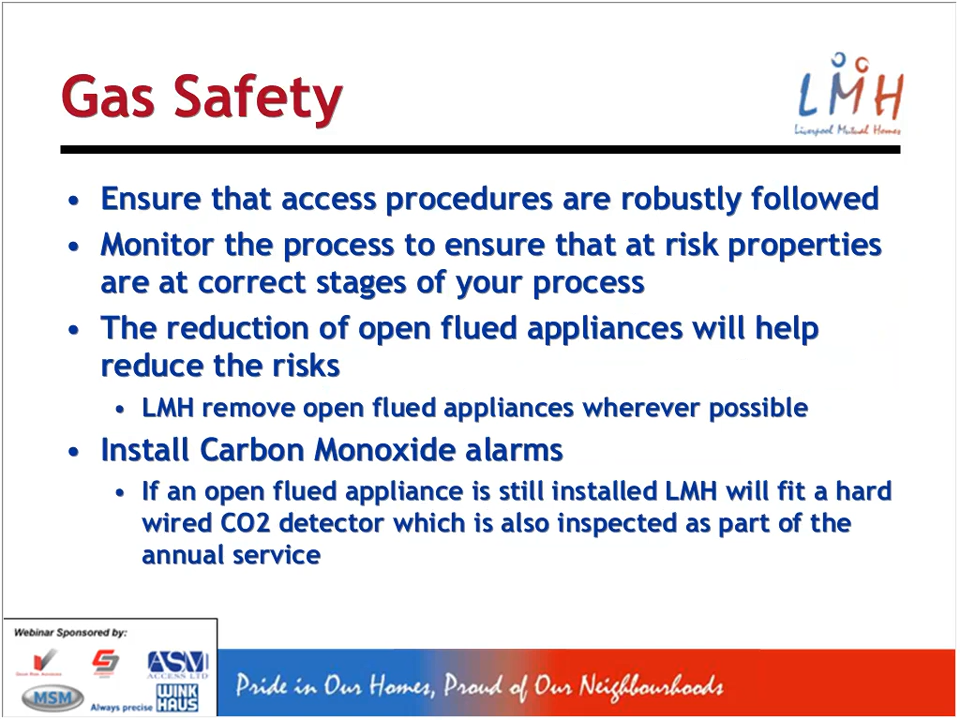 Gas Safety
LMH
Liverpool Mutual Homes
• Ensure that access procedures are robustly followed
• Monitor the process to ensure that at risk properties
are at correct stages of your process
• The reduction of open flued appliances will help
reduce the risks
• LMH remove open flued appliances wherever possible
• Install Carbon Monoxide alarms
• If an open flued appliance is still installed LMH will fit a hard
wired CO2 detector which is also inspected as part of the
annual service
Webinar Sponsored by:
ASM
ACCESS LTD
MSM
Always precise
WINK
HAUS
Pride in Our Homes, Proud of Our Neighbourhoods